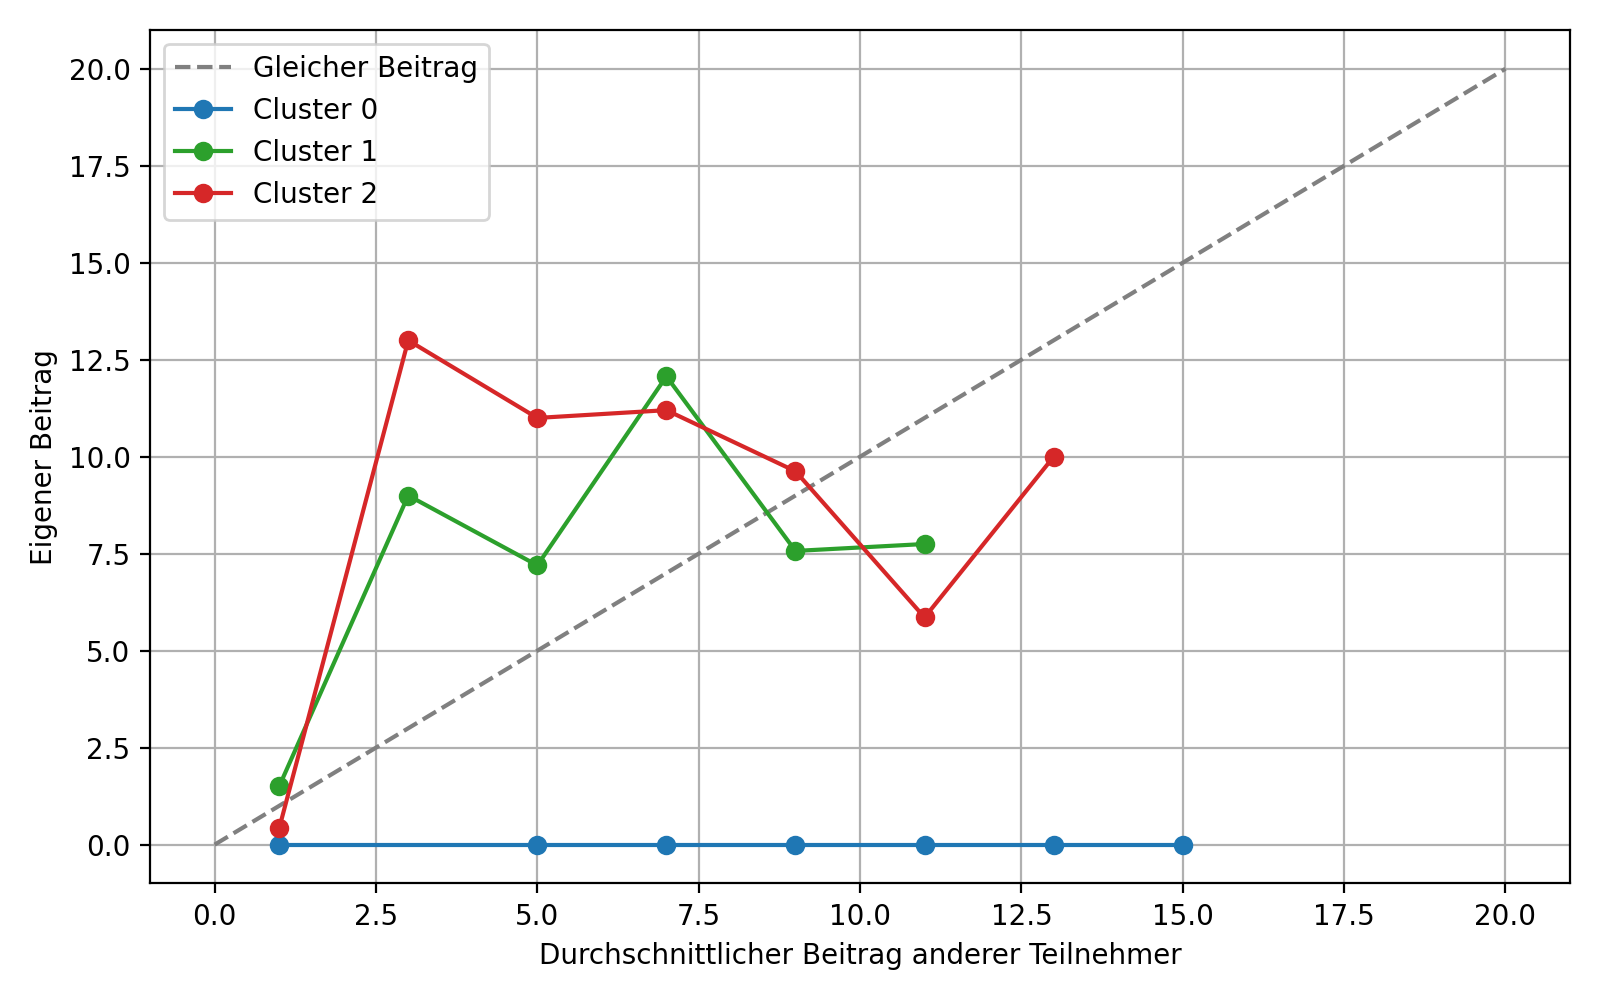 Gleicher Beitrag
Cluster 0
Cluster 1
Cluster 2
20.0
17.5
15.0
12.5
10.0
7.5
5.0
2.5
0.0
Eigener Beitrag
0.0 2.5 5.0 7.5 10.0 12.5 15.0 17.5 20.0
Durchschnittlicher Beitrag anderer Teilnehmer